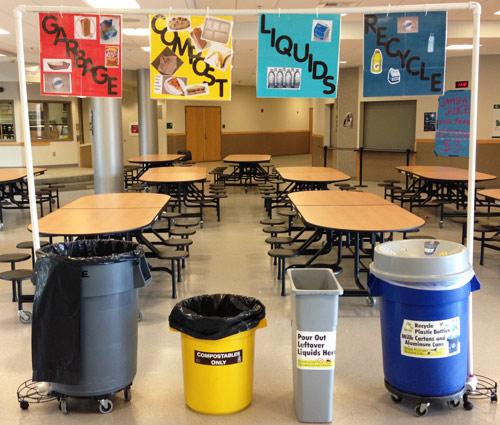 GARBAGE
COMPOST
LIQUIDS
RECYCLE
COMPOSTABLES
ONLY
Pour Out
Leftover
Liquids Here
Recycle
Plastic Bottles
Milk Cartons and
Aluminum Cans